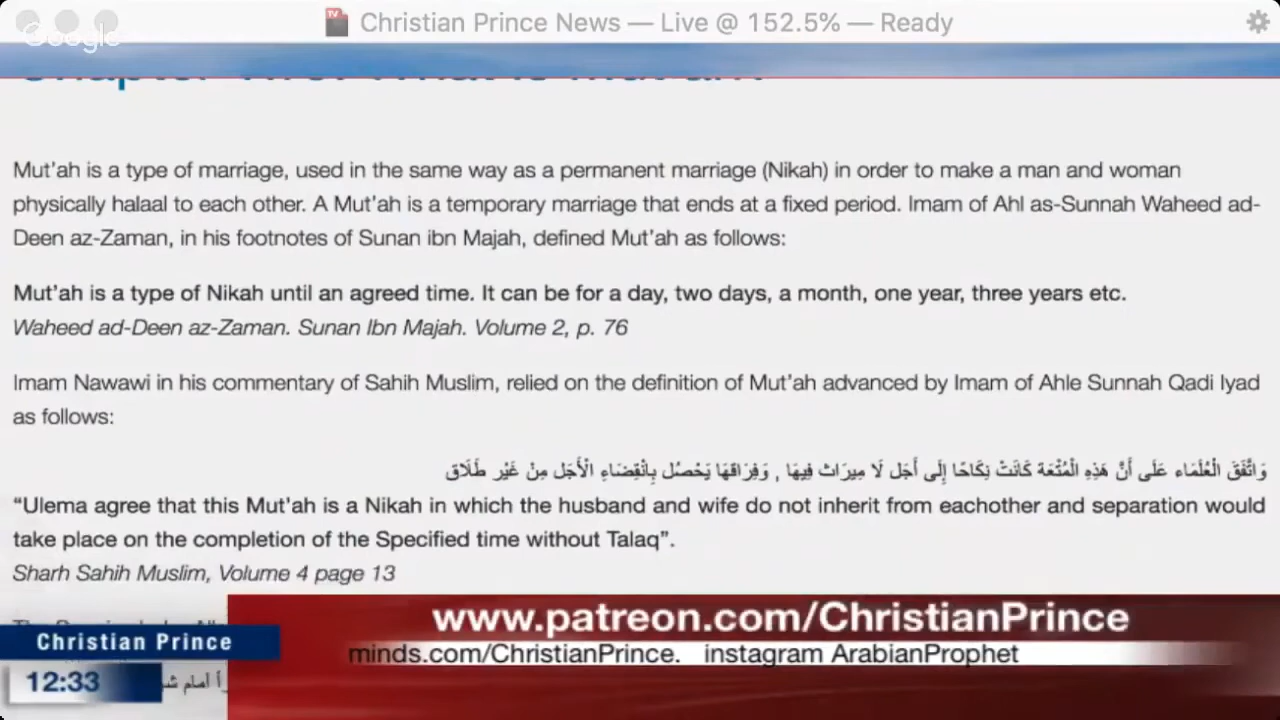 Google
Christian Prince News — Live @ 152.5% — Ready
Mut'ah is a type of marriage, used in the same way as a permanent marriage (Nikah) in order to make a man and woman
physically halaal to each other. A Mut'ah is a temporary marriage that ends at a fixed period. Imam of Ahl as-Sunnah Waheed ad-
Deen az-Zaman, in his footnotes of Sunan ibn Majah, defined Mut'ah as follows:
Mut'ah is a type of Nikah until an agreed time. It can be for a day, two days, a month, one year, three years etc.
Waheed ad-Deen az-Zaman. Sunan Ibn Majah. Volume 2, p. 76
Imam Nawawi in his commentary of Sahih Muslim, relied on the definition of Mut'ah advanced by Imam of Ahle Sunnah Qadi Iyad
as follows:
وَاتَّفَقَ الْعُلَمَاء عَلَى أَنَّ هَذِهِ الْمُتْعَة كَانَتْ نِكَاحًا إِلَى أَجَل لَا مِيرَاث فِيهَا , وَفِرَاقهَا يَحْصُل بِانْقِضَاءِ الْأَجَل مِنْ غَيْر طَلَاق
“Ulema agree that this Mut'ah is a Nikah in which the husband and wife do not inherit from eachother and separation would
take place on the completion of the Specified time without Talaq”.
Sharh Sahih Muslim, Volume 4 page 13
www.patreon.com/ChristianPrince
Christian Prince
minds.com/ChristianPrince. instagram ArabianProphet
12:33
أمام